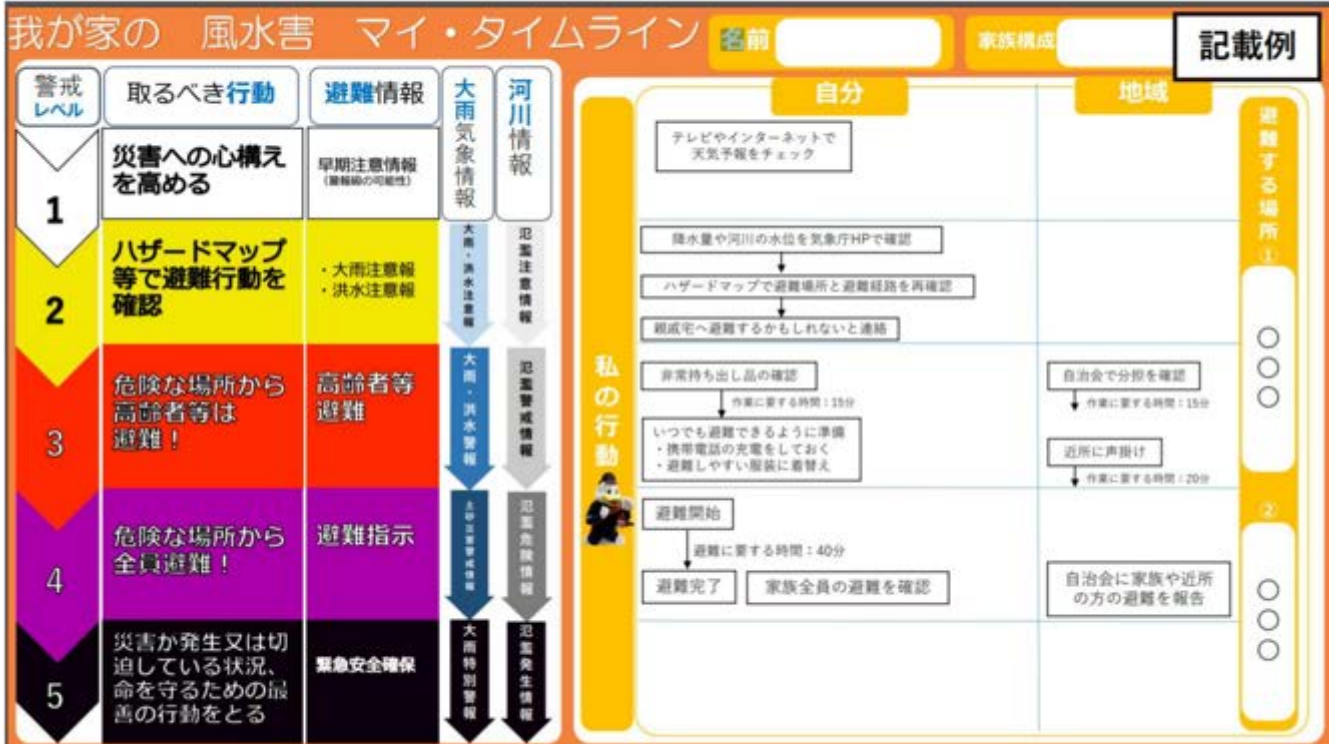 我が家の 風水害 マイ・タイムライン
名前
家族構成
記載例
警戒
レベル
取るべき行動
避難情報
大雨気象情報
河川情報
1
災害への心構え
を高める
早期注意情報
(警報級の可能性)
2
ハザードマップ
等で避難行動を
確認
・大雨注意報
・洪水注意報
大雨・洪水注意報
氾濫注意情報
3
危険な場所から
高齢者等は
避難！
高齢者等
避難
大雨・洪水警報
氾濫警戒情報
4
危険な場所から
全員避難！
避難指示
土砂災害警戒情報
氾濫危険情報
5
災害が発生又は切
迫している状況、
命を守るための最
善の行動をとる
緊急安全確保
大雨特別警報
氾濫発生情報
私の行動
自分
地域
テレビやインターネットで
天気予報をチェック
降水量や河川の水位を気象庁HPで確認
ハザードマップで避難場所と避難経路を再確認
親戚宅へ避難するかもしれないと連絡
非常持ち出し品の確認
作業に要する時間：15分
いつでも避難できるように準備
・携帯電話の充電をしておく
・避難しやすい服装に着替え
自治会で分担を確認
作業に要する時間：15分
近所に声掛け
作業に要する時間：20分
避難開始
避難に要する時間：40分
避難完了
家族全員の避難を確認
自治会に家族や近所
の方の避難を報告
避難する場所①
○○○
②
○○○